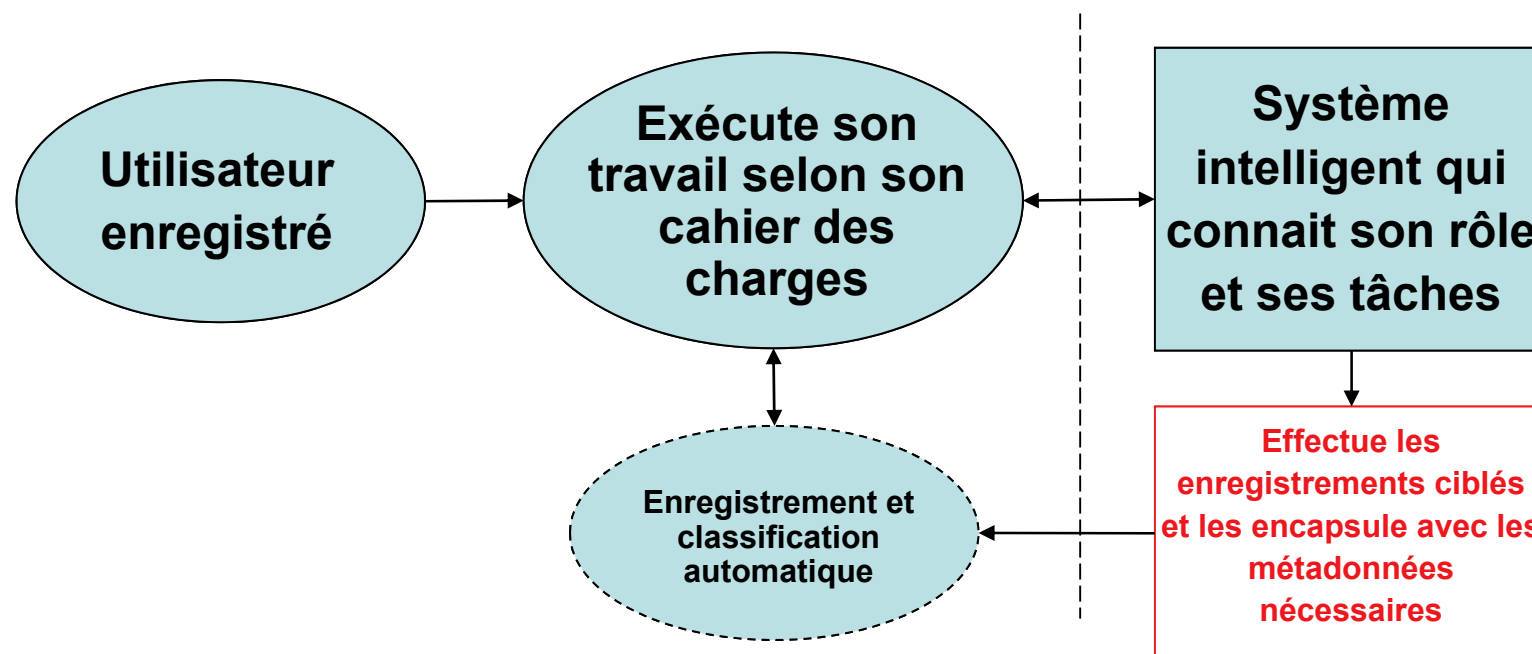 Utilisateur
enregistré
Exécute son
travail selon son
cahier des
charges
Système
intelligent qui
connait son rôle
et ses tâches
Enregistrement et
classification
automatique
Effectue les
enregistrements ciblés
et les encapsule avec les
métadonnées
nécessaires